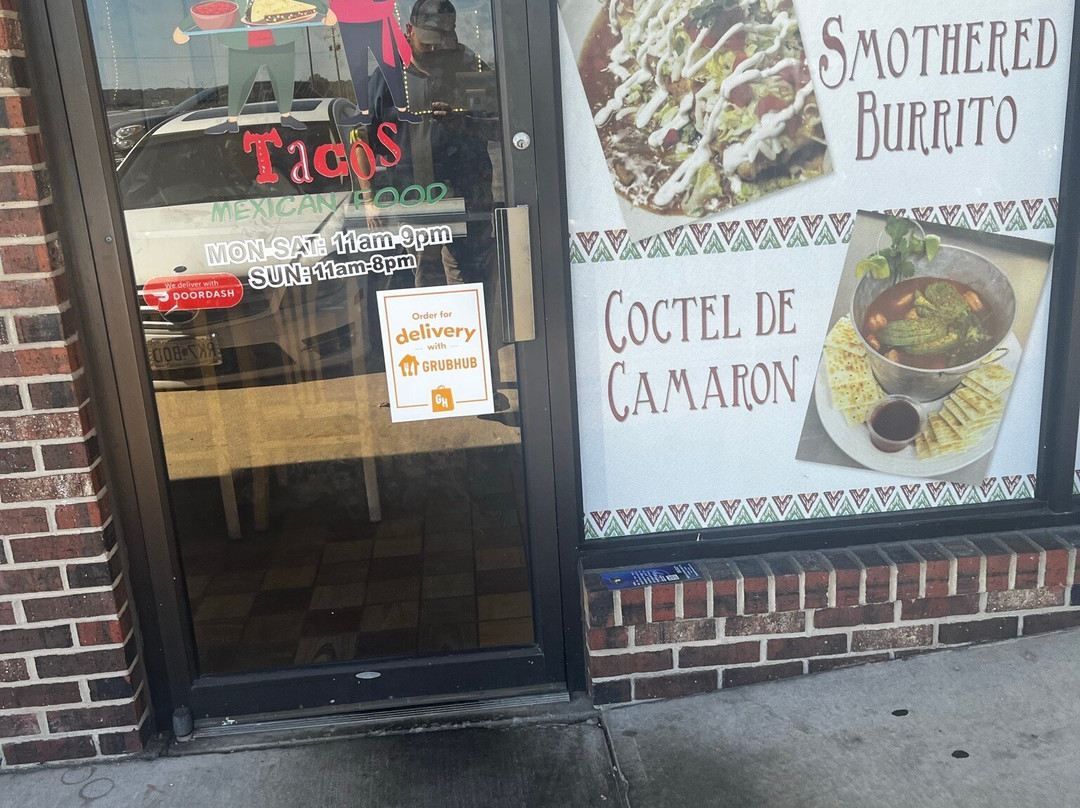 Tacos
MEXICAN FOOD
MON-SAT: 11am-9pm
SUN: 11am-8pm
We deliver with
DOORDASH
Order for
delivery
with
GRUBHUB
GH
SMOTHERED
BURRITO
COCTEL DE
CAMARON